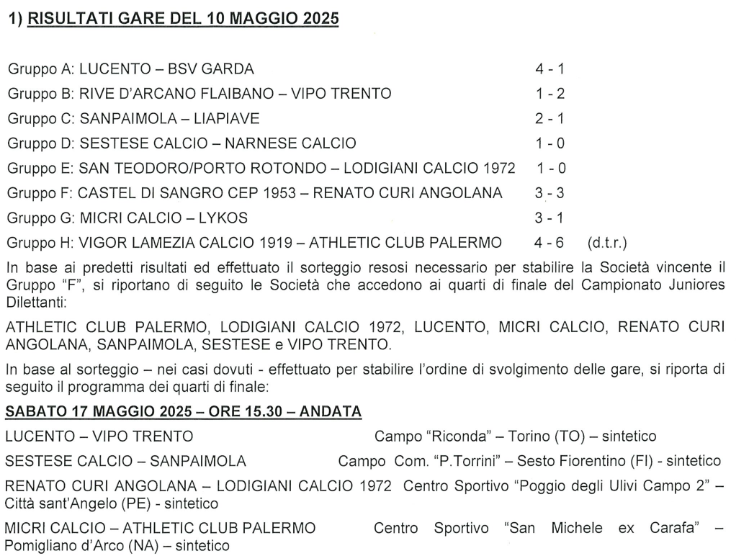 1) RISULTATI GARE DEL 10 MAGGIO 2025
Gruppo A: LUCENTO – BSV GARDA 4 - 1
Gruppo B: RIVE D'ARCANO FLAIBANO – VIPO TRENTO 1 - 2
Gruppo C: SANPAIMOLA – LIAPIAVE 2 - 1
Gruppo D: SESTESE CALCIO – NARNESE CALCIO 1 - 0
Gruppo E: SAN TEODORO/PORTO ROTONDO – LODIGIANI CALCIO 1972 1 - 0
Gruppo F: CASTEL DI SANGRO CEP 1953 – RENATO CURI ANGOLANA 3 - 3
Gruppo G: MICRI CALCIO – LYKOS 3 - 1
Gruppo H: VIGOR LAMEZIA CALCIO 1919 – ATHLETIC CLUB PALERMO 4 - 6 (d.t.r.)
In base ai predetti risultati ed effettuato il sorteggio resosi necessario per stabilire la Società vincente il
Gruppo "F", si riportano di seguito le Società che accedono ai quarti di finale del Campionato Juniores
Dilettanti:
ATHLETIC CLUB PALERMO, LODIGIANI CALCIO 1972, LUCENTO, MICRI CALCIO, RENATO CURI
ANGOLANA, SANPAIMOLA, SESTESE e VIPO TRENTO.
In base al sorteggio – nei casi dovuti - effettuato per stabilire l'ordine di svolgimento delle gare, si riporta di
seguito il programma dei quarti di finale:
SABATO 17 MAGGIO 2025 – ORE 15.30 – ANDATA
LUCENTO – VIPO TRENTO Campo "Riconda" – Torino (TO) – sintetico
SESTESE CALCIO – SANPAIMOLA Campo Com. "P.Torrini" – Sesto Fiorentino (FI) - sintetico
RENATO CURI ANGOLANA – LODIGIANI CALCIO 1972 Centro Sportivo "Poggio degli Ulivi Campo 2" –
Città sant'Angelo (PE) - sintetico
MICRI CALCIO – ATHLETIC CLUB PALERMO Centro Sportivo "San Michele ex Carafa" –
Pomigliano d'Arco (NA) – sintetico